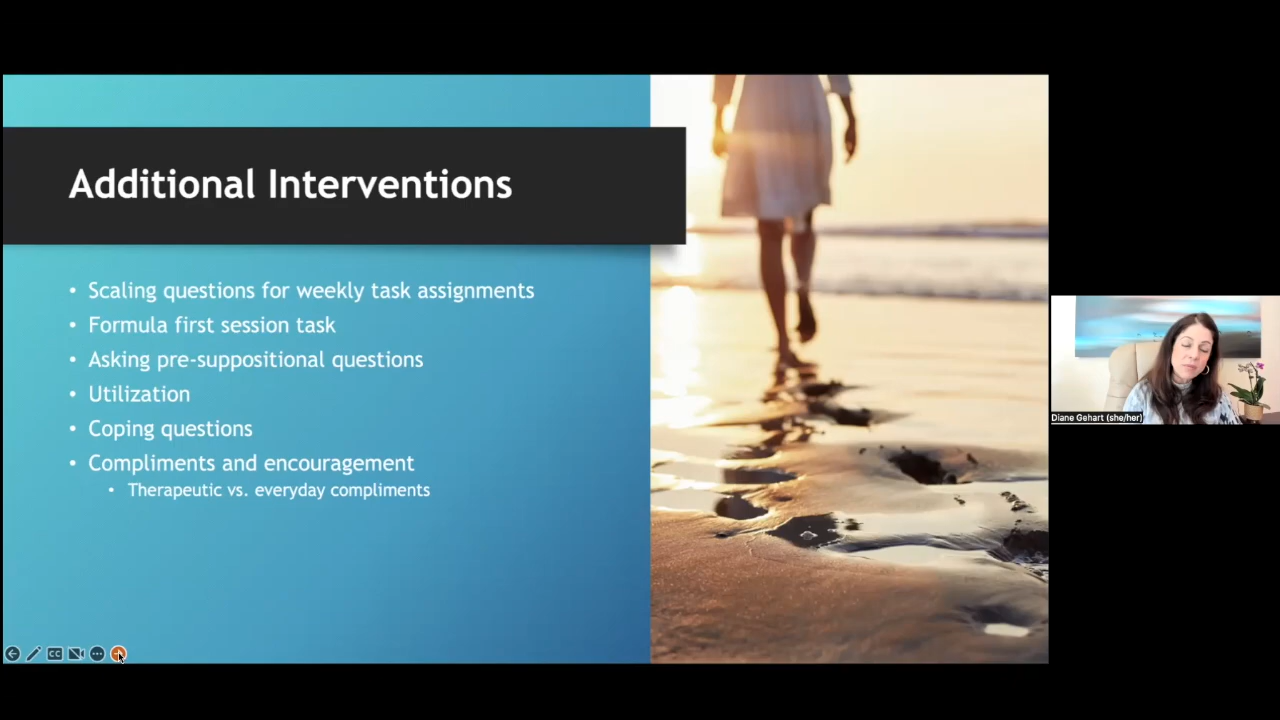 Additional Interventions
• Scaling questions for weekly task assignments
• Formula first session task
• Asking pre-suppositional questions
• Utilization
• Coping questions
• Compliments and encouragement
• Therapeutic vs. everyday compliments
Diane Gehart (she/her)
CC